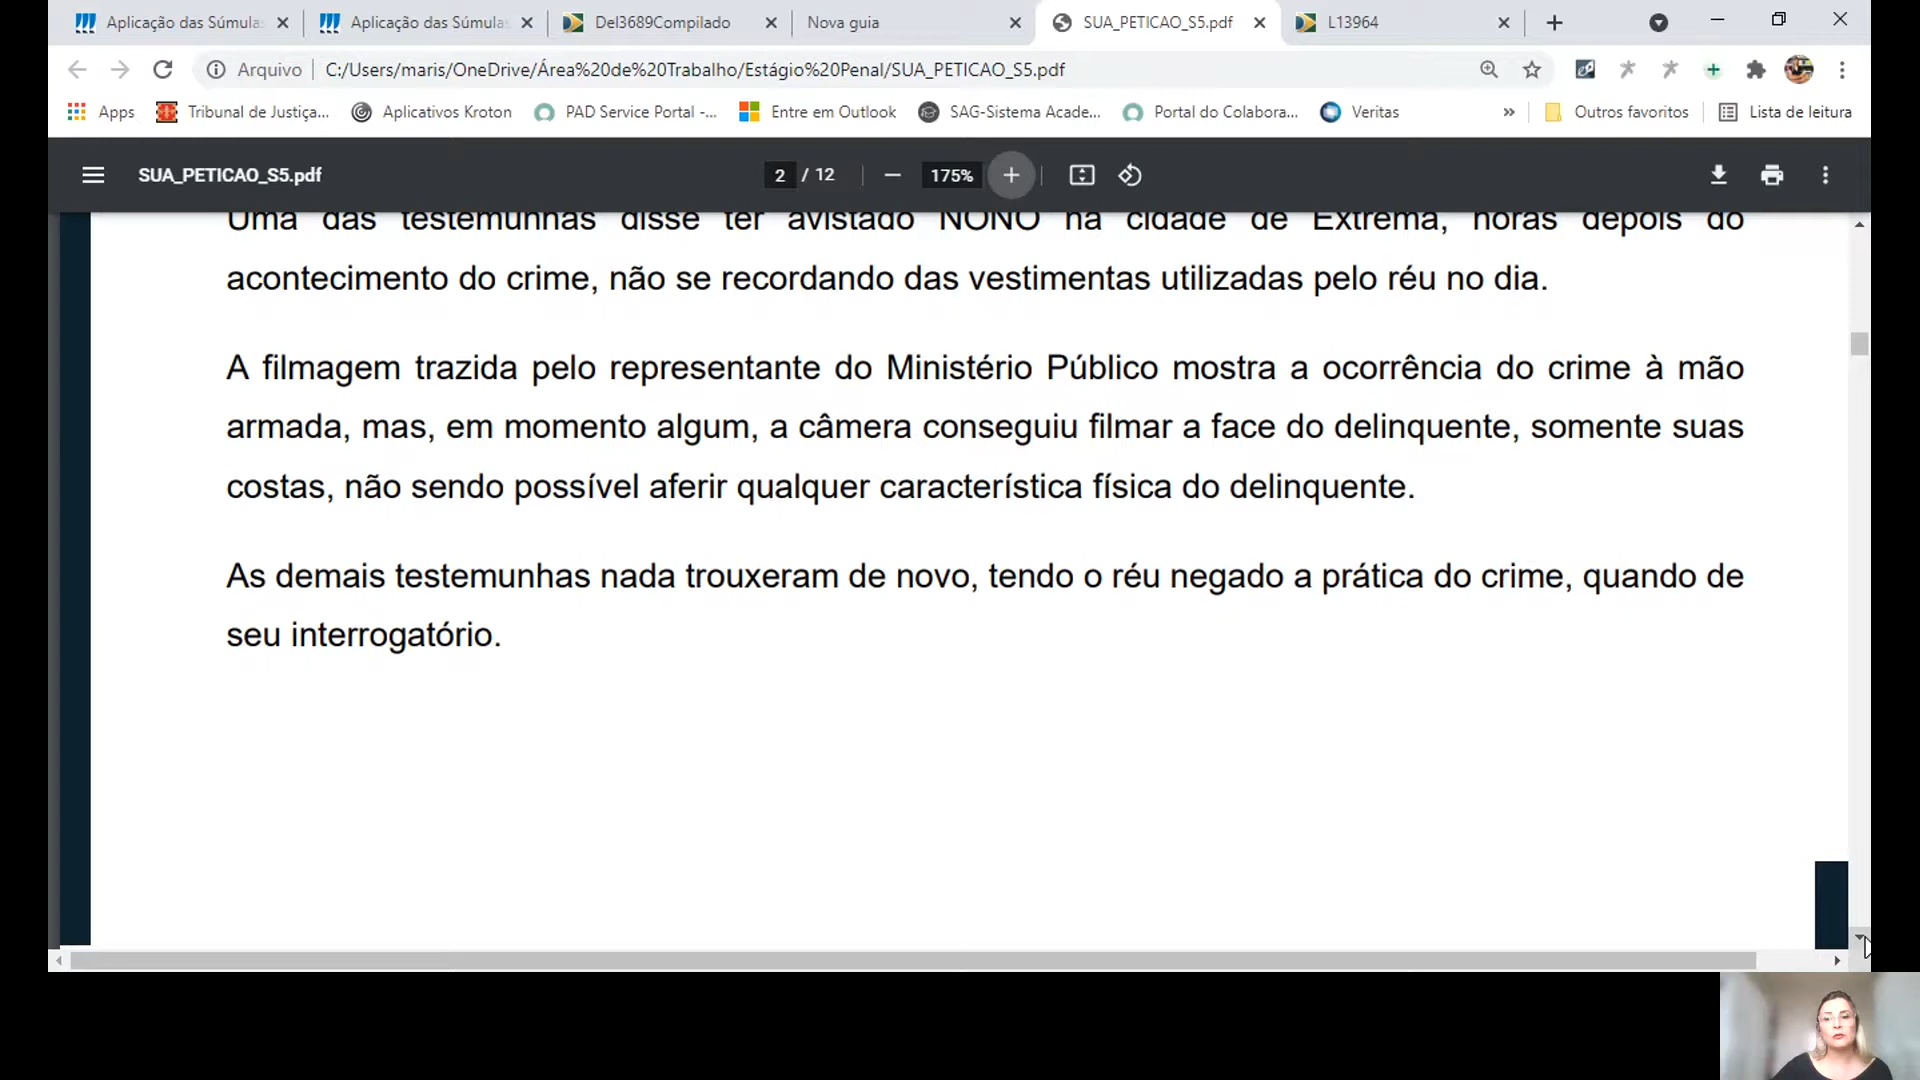 Aplicação das Súmula
Aplicação das Súmula
Del3689Compilado
Nova guia
SUA_PETICAO_S5.pdf
L13964
Arquivo
C:/Users/maris/OneDrive/Área%20de%20Trabalho/Estágio%20Penal/SUA_PETICAO_S5.pdf
Apps
Tribunal de Justiça...
Aplicativos Kroton
PAD Service Portal -...
Entre em Outlook
SAG-Sistema Acade...
Portal do Colabora...
Veritas
»
Outros favoritos
Lista de leitura
SUA_PETICAO_S5.pdf
2 / 12
175%
Uma das testemunhas disse ter avistado NONO na cidade de Extrema, horas depois do
acontecimento do crime, não se recordando das vestimentas utilizadas pelo réu no dia.
A filmagem trazida pelo representante do Ministério Público mostra a ocorrência do crime à mão
armada, mas, em momento algum, a câmera conseguiu filmar a face do delinquente, somente suas
costas, não sendo possível aferir qualquer característica física do delinquente.
As demais testemunhas nada trouxeram de novo, tendo o réu negado a prática do crime, quando de
seu interrogatório.